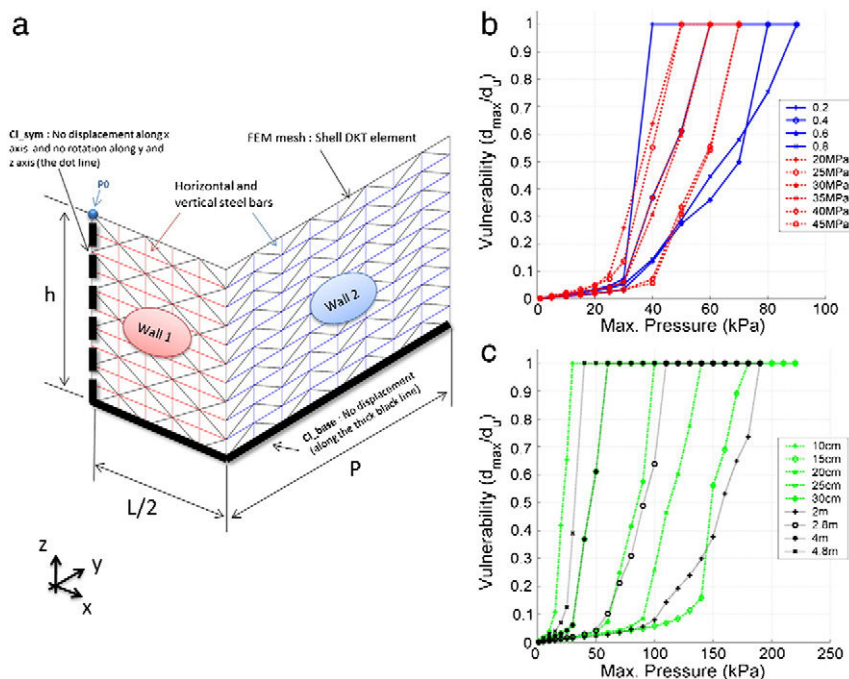 a
CI_sym : No displacement along x
axis and no rotation along y and
z axis (the dot line)
P0
FEM mesh : Shell DKT element
Horizontal and
vertical steel bars
h
Wall 1
Wall 2
CI_base - No displacement
(along the thick black line)
P
L/2
z
y
x
b
Vulnerability (d_max/d_u)
1
0.9
0.8
0.7
0.6
0.5
0.4
0.3
0.2
0.1
0
0 20 40 60 80 100
Max. Pressure (kPa)
0.2
0.4
0.6
0.8
20MPa
25MPa
30MPa
35MPa
40MPa
45MPa
c
Vulnerability (d_max/d_u)
1
0.9
0.8
0.7
0.6
0.5
0.4
0.3
0.2
0.1
0
0 50 100 150 200 250
Max. Pressure (kPa)
10cm
15cm
20cm
25cm
30cm
2m
2.8m
4m
4.8m